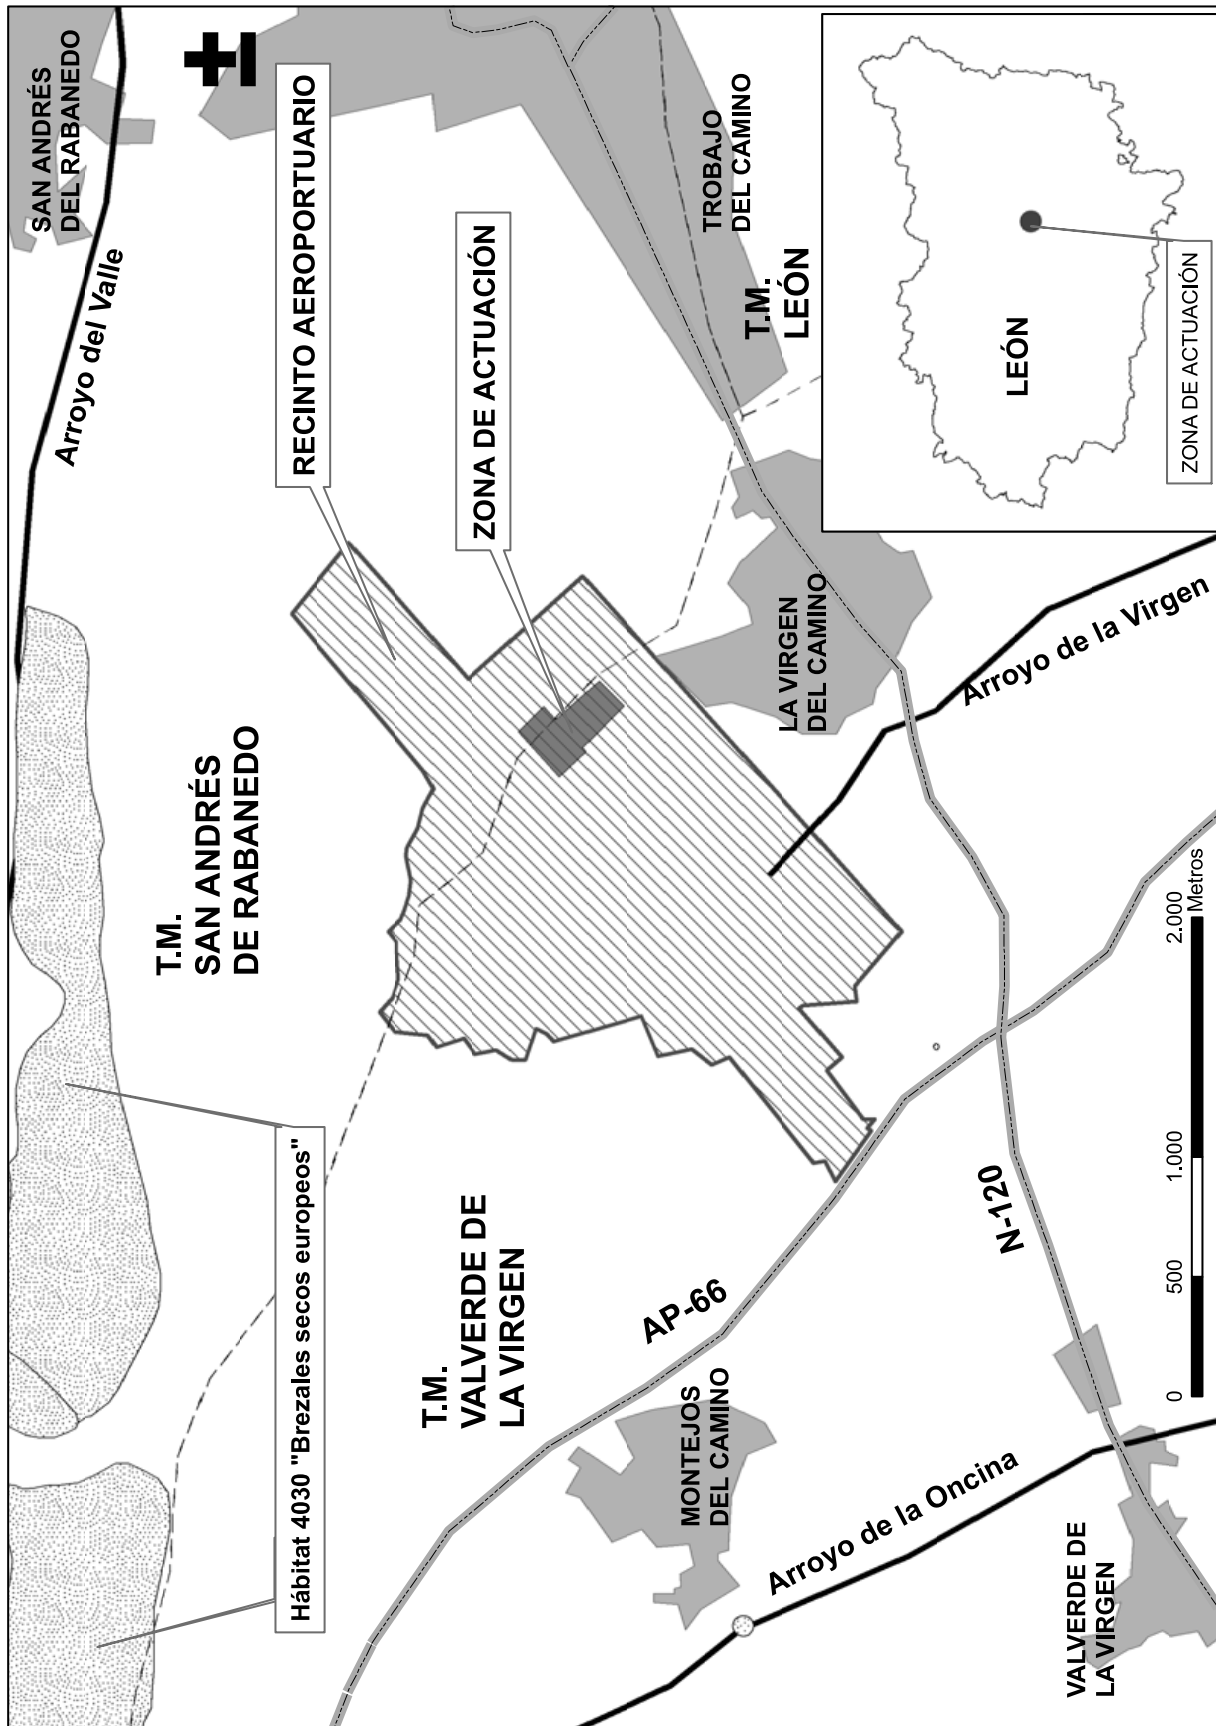 SAN ANDRÉS
DEL RABANEDO
Arroyo del Valle
RECINTO AEROPORTUARIO
ZONA DE ACTUACIÓN
TROBAJO
DEL CAMINO
T.M.
LEÓN
T.M.
SAN ANDRÉS
DE RABANEDO
LA VIRGEN
DEL CAMINO
Arroyo de la Virgen
Hábitat 4030 "Brezales secos europeos"
T.M.
VALVERDE DE
LA VIRGEN
AP-66
N-120
MONTEJOS
DEL CAMINO
Arroyo de la Oncina
VALVERDE DE
LA VIRGEN
LEÓN
ZONA DE ACTUACIÓN
0 500 1.000 2.000
Metros